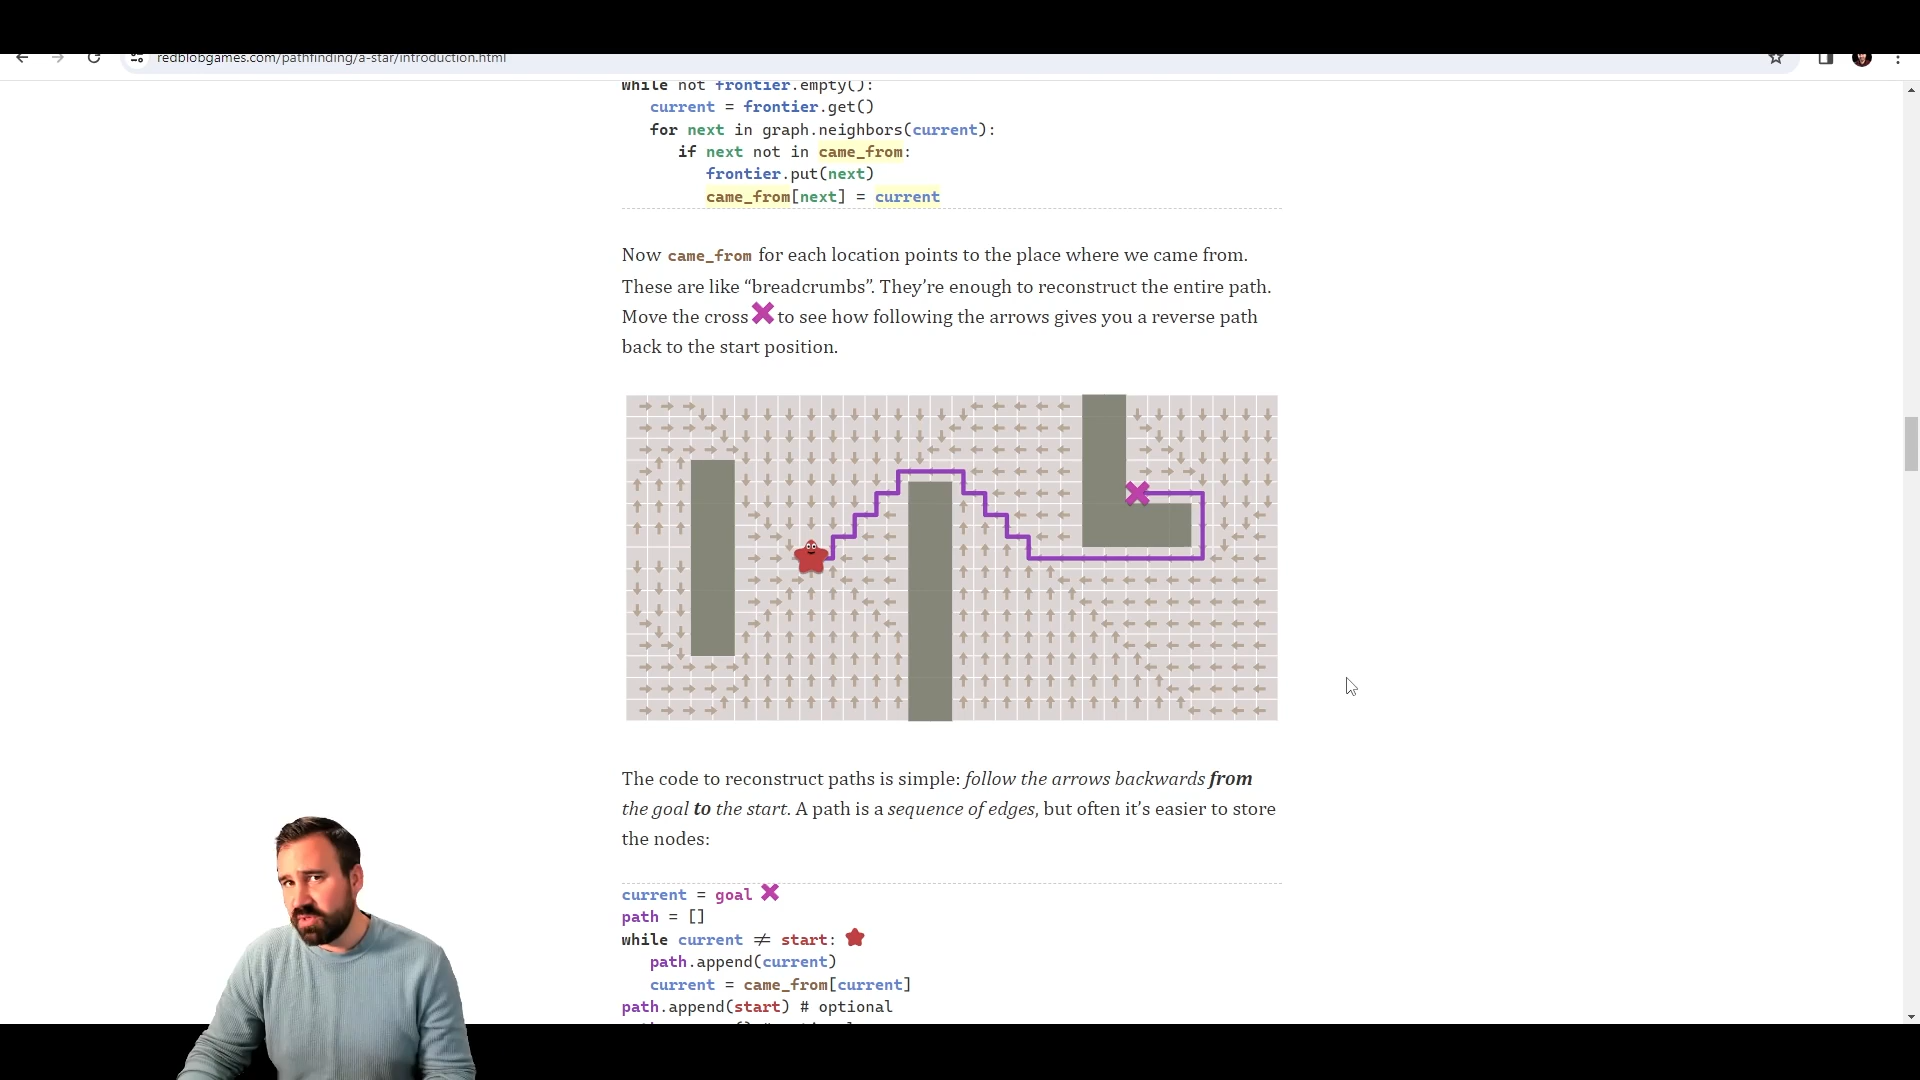 redblobgames.com/pathfinding/a-star/introduction.html
while not frontier.empty():
current = frontier.get()
for next in graph.neighbors(current):
if next not in came_from:
frontier.put(next)
came_from[next] = current
Now came_from for each location points to the place where we came from.
These are like “breadcrumbs”. They’re enough to reconstruct the entire path.
Move the cross to see how following the arrows gives you a reverse path
back to the start position.
The code to reconstruct paths is simple: follow the arrows backwards from
the goal to the start. A path is a sequence of edges, but often it’s easier to store
the nodes:
current = goal
path = []
while current ≠ start:
path.append(current)
current = came_from[current]
path.append(start) # optional